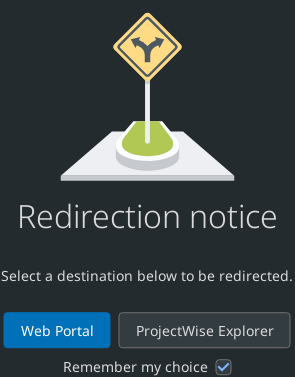 Redirection notice
Select a destination below to be redirected.
Web Portal
ProjectWise Explorer
Remember my choice